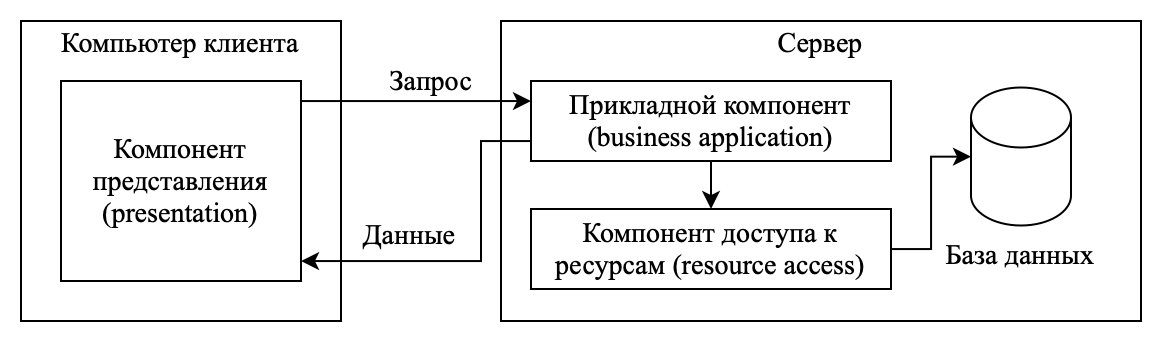 Компьютер клиента
Компонент
представления
(presentation)
Запрос
Данные
Сервер
Прикладной компонент
(business application)
Компонент доступа к
ресурсам (resource access)
База данных